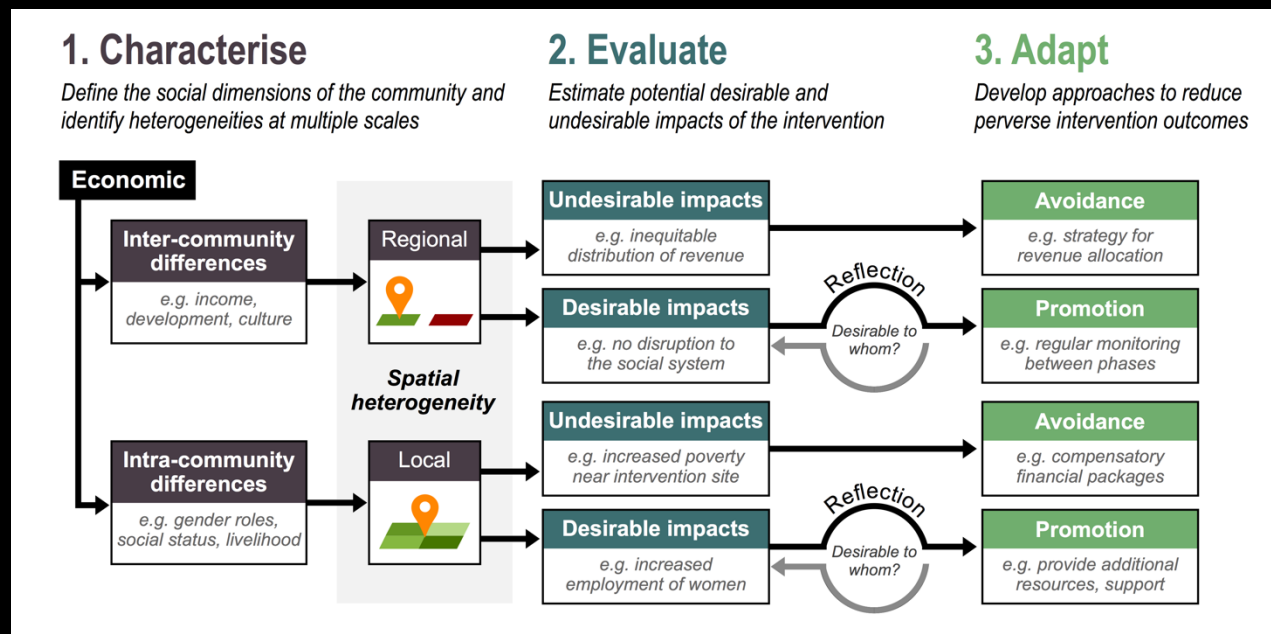 1. Characterise
Define the social dimensions of the community and
identify heterogeneities at multiple scales
2. Evaluate
Estimate potential desirable and
undesirable impacts of the intervention
3. Adapt
Develop approaches to reduce
perverse intervention outcomes
Economic
Inter-community
differences
e.g. income,
development, culture
Regional
Undesirable impacts
e.g. inequitable
distribution of revenue
Avoidance
e.g. strategy for
revenue allocation
Desirable impacts
e.g. no disruption to
the social system
Reflection
Desirable to
whom?
Promotion
e.g. regular monitoring
between phases
Spatial
heterogeneity
Intra-community
differences
e.g. gender roles,
social status, livelihood
Local
Undesirable impacts
e.g. increased poverty
near intervention site
Avoidance
e.g. compensatory
financial packages
Desirable impacts
e.g. increased
employment of women
Reflection
Desirable to
whom?
Promotion
e.g. provide additional
resources, support